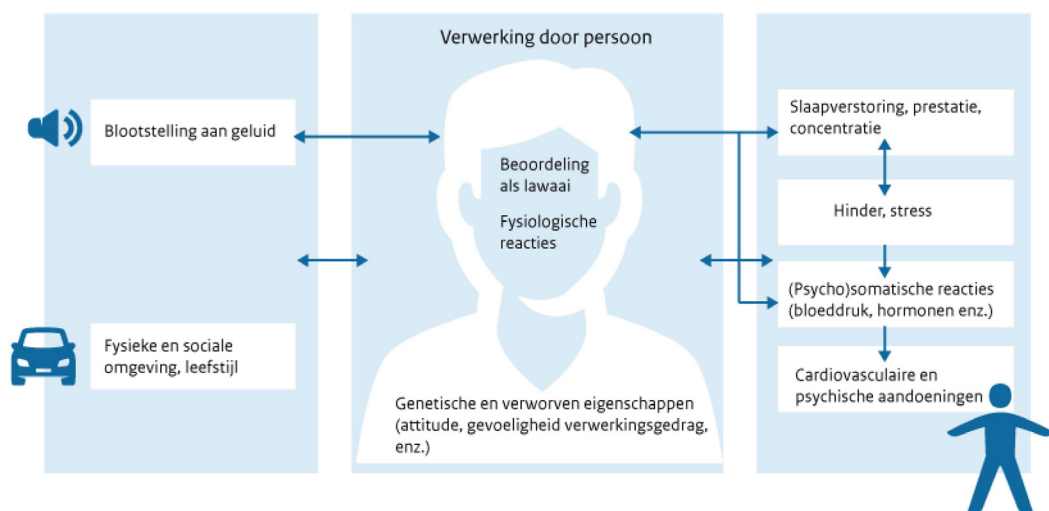 Verwerking door persoon
Blootstelling aan geluid
Fysieke en sociale
omgeving, leefstijl
Beoordeling
als lawaai
Fysiologische
reacties
Genetische en verworven eigenschappen
(attitude, gevoeligheid verwerkingsgedrag,
enz.)
Slaapverstoring, prestatie,
concentratie
Hinder, stress
(Psycho)somatische reacties
(bloeddruk, hormonen enz.)
Cardiovasculaire en
psychische aandoeningen